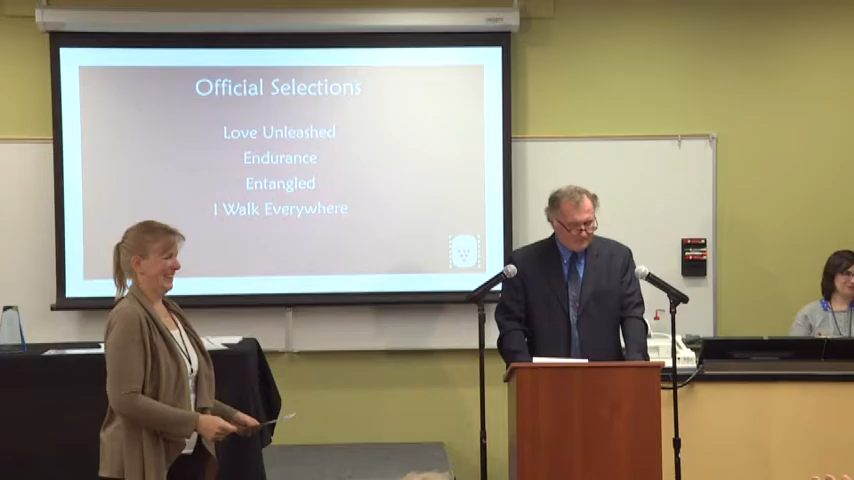 Official Selections
Love Unleashed
Endurance
Entangled
I Walk Everywhere